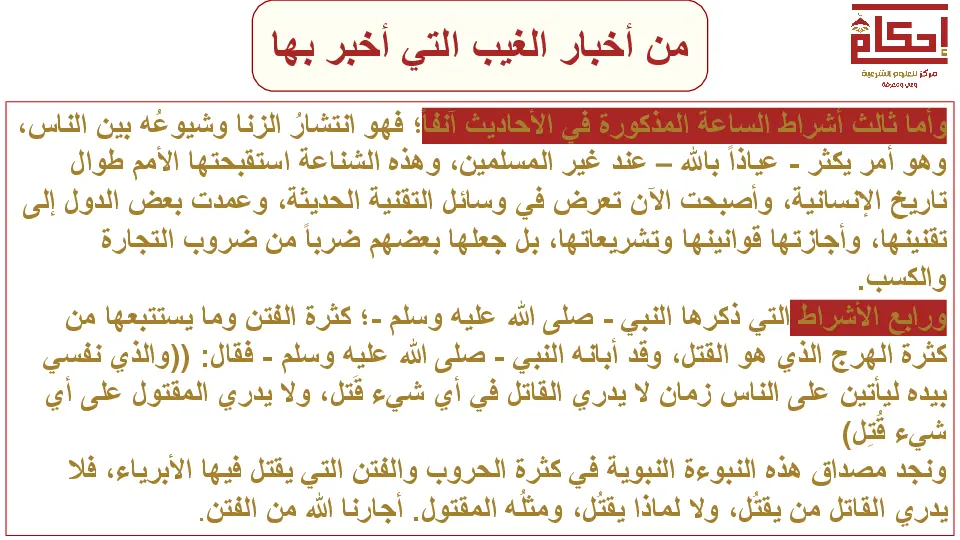 من أخبار الغيب التي أخبر بها
إحكام
مركز للعلوم الشرعية
وعي ومعرفة
وأما ثالث أشراط الساعة المذكورة في الأحاديث آنفاً؛ فهو انتشارُ الزنا وشيوعُه بين الناس،
وهو أمر يكثر - عياذاً بالله – عند غير المسلمين، وهذه الشناعة استقبحتها الأمم طوال
تاريخ الإنسانية، وأصبحت الآن تعرض في وسائل التقنية الحديثة، وعمدت بعض الدول إلى
تقنينها، وأجازتها قوانينها وتشريعاتها، بل جعلها بعضهم ضرباً من ضروب التجارة
والكسب.
ورابع الأشراط التي ذكرها النبي - صلى الله عليه وسلم -؛ كثرة الفتن وما يستتبعها من
كثرة الهرج الذي هو القتل، وقد أبانه النبي - صلى الله عليه وسلم - فقال: ((والذي نفسي
بيده ليأتين على الناس زمان لا يدري القاتل في أي شيء قَتل، ولا يدري المقتول على أي
شيء قُتِل)
ونجد مصداق هذه النبوءة النبوية في كثرة الحروب والفتن التي يقتل فيها الأبرياء، فلا
يدري القاتل من يقتُل، ولا لماذا يقتُل، ومثلُه المقتول. أجارنا الله من الفتن.